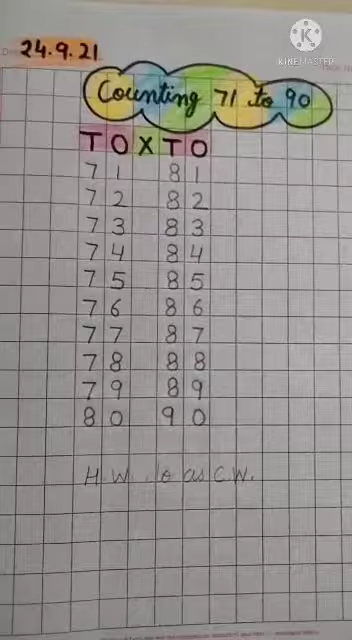 24.9.21
KINEMASTER
Counting 71 to 90
T O X T O
7 1 8 1
7 2 8 2
7 3 8 3
7 4 8 4
7 5 8 5
7 6 8 6
7 7 8 7
7 8 8 8
7 9 8 9
8 0 9 0
H.W. as C.W.